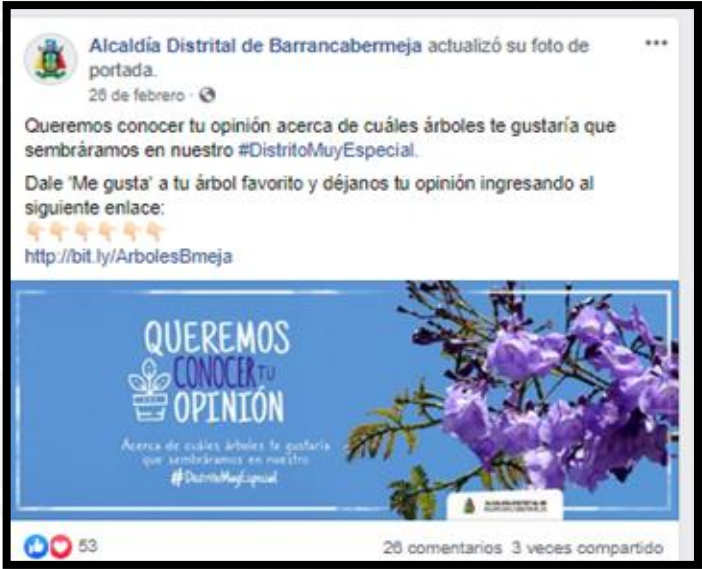 Alcaldía Distrital de Barrancabermeja actualizó su foto de
portada.
26 de febrero ·
Queremos conocer tu opinión acerca de cuáles árboles te gustaría que
sembráramos en nuestro #DistritoMuyEspecial.
Dale 'Me gusta' a tu árbol favorito y déjanos tu opinión ingresando al
siguiente enlace:
http://bit.ly/ArbolesBmeja
QUEREMOS
CONOCER TU
OPINIÓN
Acerca de cuáles árboles te gustaría
que sembráramos en nuestro
#DistritoMuyEspecial
53
26 comentarios 3 veces compartido